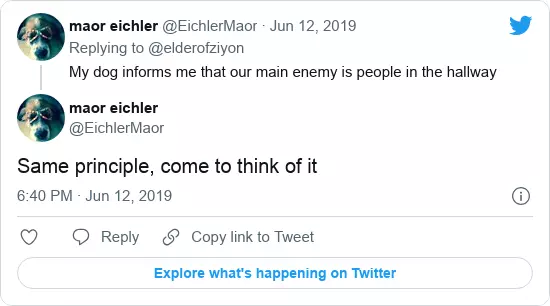 maor eichler @EichlerMaor · Jun 12, 2019
Replying to @elderofziyon
My dog informs me that our main enemy is people in the hallway
maor eichler
@EichlerMaor
Same principle, come to think of it
6:40 PM · Jun 12, 2019
Reply Copy link to Tweet
Explore what's happening on Twitter